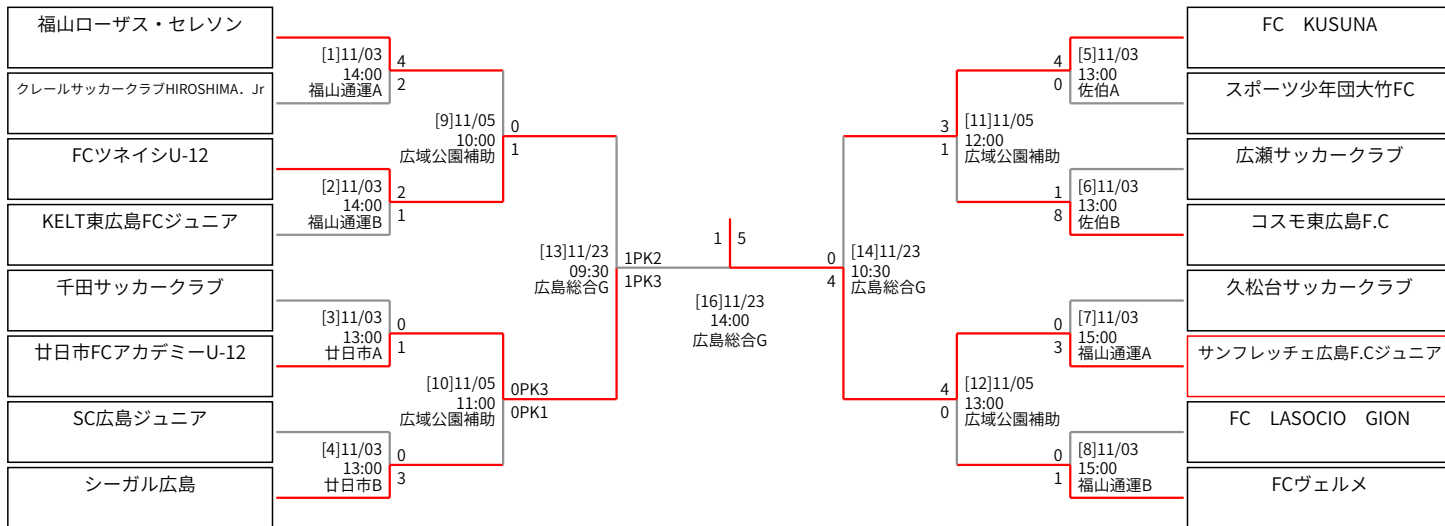 福山ローザス・セレソン
クレールサッカークラブHIROSHIMA．Jr
FCツネイシU-12
KELT東広島FCジュニア
千田サッカークラブ
廿日市FCアカデミーU-12
SC広島ジュニア
シーガル広島
[1]11/03
14:00
福山通運A
4
2
[2]11/03
14:00
福山通運B
2
1
[3]11/03
13:00
廿日市A
0
1
[4]11/03
13:00
廿日市B
0
3
[9]11/05
10:00
広域公園補助
0
1
[10]11/05
11:00
広域公園補助
0PK3
0PK1
[13]11/23
09:30
広島総合G
1PK2
1PK3
1 5
[16]11/23
14:00
広島総合G
0
4
[14]11/23
10:30
広島総合G
3
1
[11]11/05
12:00
広域公園補助
4
0
[12]11/05
13:00
広域公園補助
4
0
[5]11/03
13:00
佐伯A
1
8
[6]11/03
13:00
佐伯B
0
3
[7]11/03
15:00
福山通運A
0
1
[8]11/03
15:00
福山通運B
FC　KUSUNA
スポーツ少年団大竹FC
広瀬サッカークラブ
コスモ東広島F.C
久松台サッカークラブ
サンフレッチェ広島F.Cジュニア
FC　LASOCIO　GION
FCヴェルメ